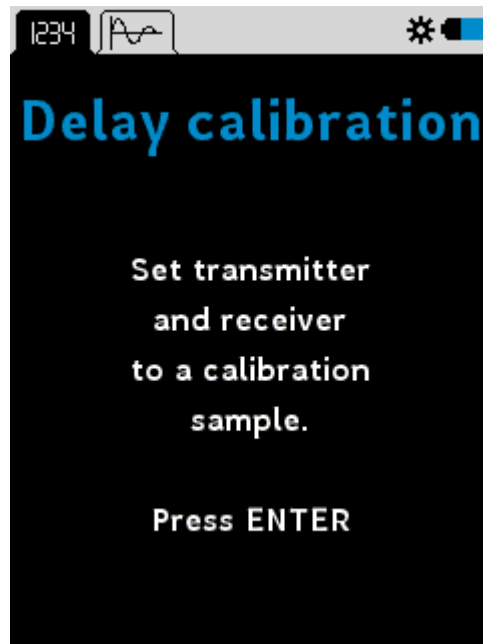 1234
Delay calibration
Set transmitter
and receiver
to a calibration
sample.
Press ENTER